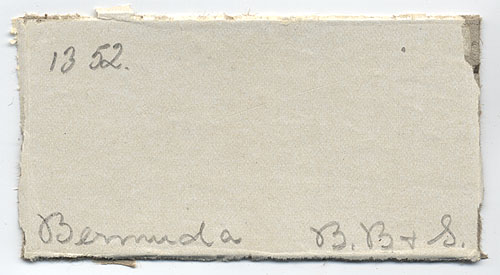 13 52.
Bermuda B. B + S.